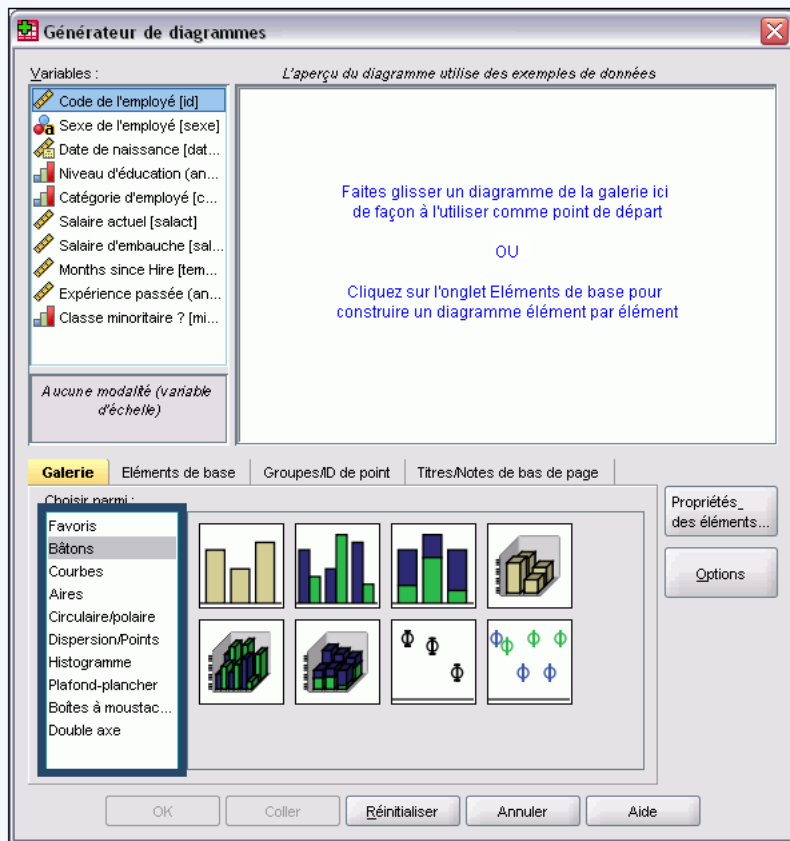 Générateur de diagrammes
Variables :
L'aperçu du diagramme utilise des exemples de données
Code de l'employé [id]
Sexe de l'employé [sexe]
Date de naissance [dat...
Niveau d'éducation (an...
Catégorie d'employé [c...
Salaire actuel [salact]
Salaire d'embauche [sal...
Months since Hire [tem...
Expérience passée (an...
Classe minoritaire ? [mi...
Aucune modalité (variable
d'échelle)
Faites glisser un diagramme de la galerie ici
de façon à l'utiliser comme point de départ
OU
Cliquez sur l'onglet Eléments de base pour
construire un diagramme élément par élément
Galerie
Eléments de base
Groupes/ID de point
Titres/Notes de bas de page
Choisir parmi :
Favoris
Bâtons
Courbes
Aires
Circulaire/polaire
Dispersion/Points
Histogramme
Plafond-plancher
Boîtes à moustac...
Double axe
Propriétés_
des éléments...
Options
OK
Coller
Réinitialiser
Annuler
Aide